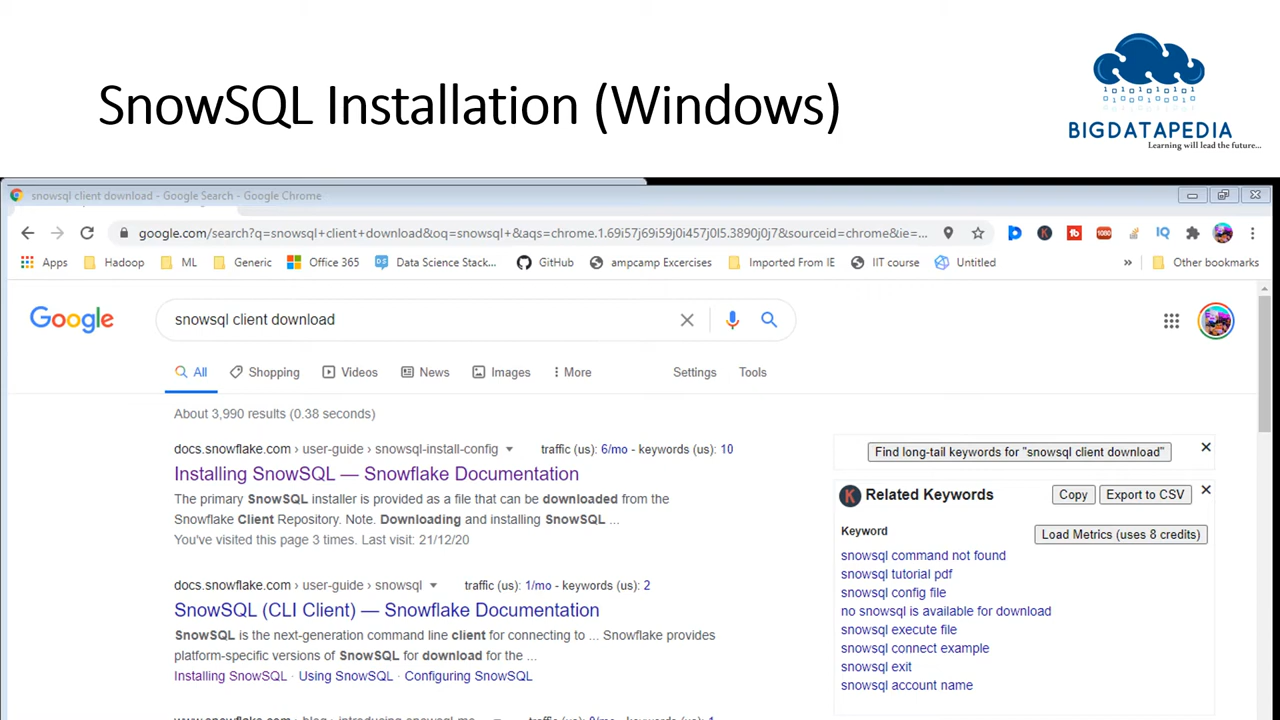 SnowSQL Installation (Windows)
BIGDATAPEDIA
Learning will lead the future...
snowsql client download - Google Search - Google Chrome
google.com/search?q=snowsql+client+download&oq=snowsql+&aqs=chrome.1.69i57j69i59j0i457j0l5.3890j0j7&sourceid=chrome&ie=...
Apps Hadoop ML Generic Office 365 Data Science Stack... GitHub ampcamp Excercises Imported From IE IIT course Untitled » Other bookmarks
Google
snowsql client download
All Shopping Videos News Images More Settings Tools
About 3,990 results (0.38 seconds)
docs.snowflake.com › user-guide › snowsql-install-config traffic (us): 6/mo - keywords (us): 10
Installing SnowSQL — Snowflake Documentation
The primary SnowSQL installer is provided as a file that can be downloaded from the
Snowflake Client Repository. Note. Downloading and installing SnowSQL ...
You've visited this page 3 times. Last visit: 21/12/20
docs.snowflake.com › user-guide › snowsql traffic (us): 1/mo - keywords (us): 2
SnowSQL (CLI Client) — Snowflake Documentation
SnowSQL is the next-generation command line client for connecting to ... Snowflake provides
platform-specific versions of SnowSQL for download for the ...
Installing SnowSQL · Using SnowSQL · Configuring SnowSQL
Find long-tail keywords for "snowsql client download"
Related Keywords Copy Export to CSV
Keyword Load Metrics (uses 8 credits)
snowsql command not found
snowsql tutorial pdf
snowsql config file
no snowsql is available for download
snowsql execute file
snowsql connect example
snowsql exit
snowsql account name